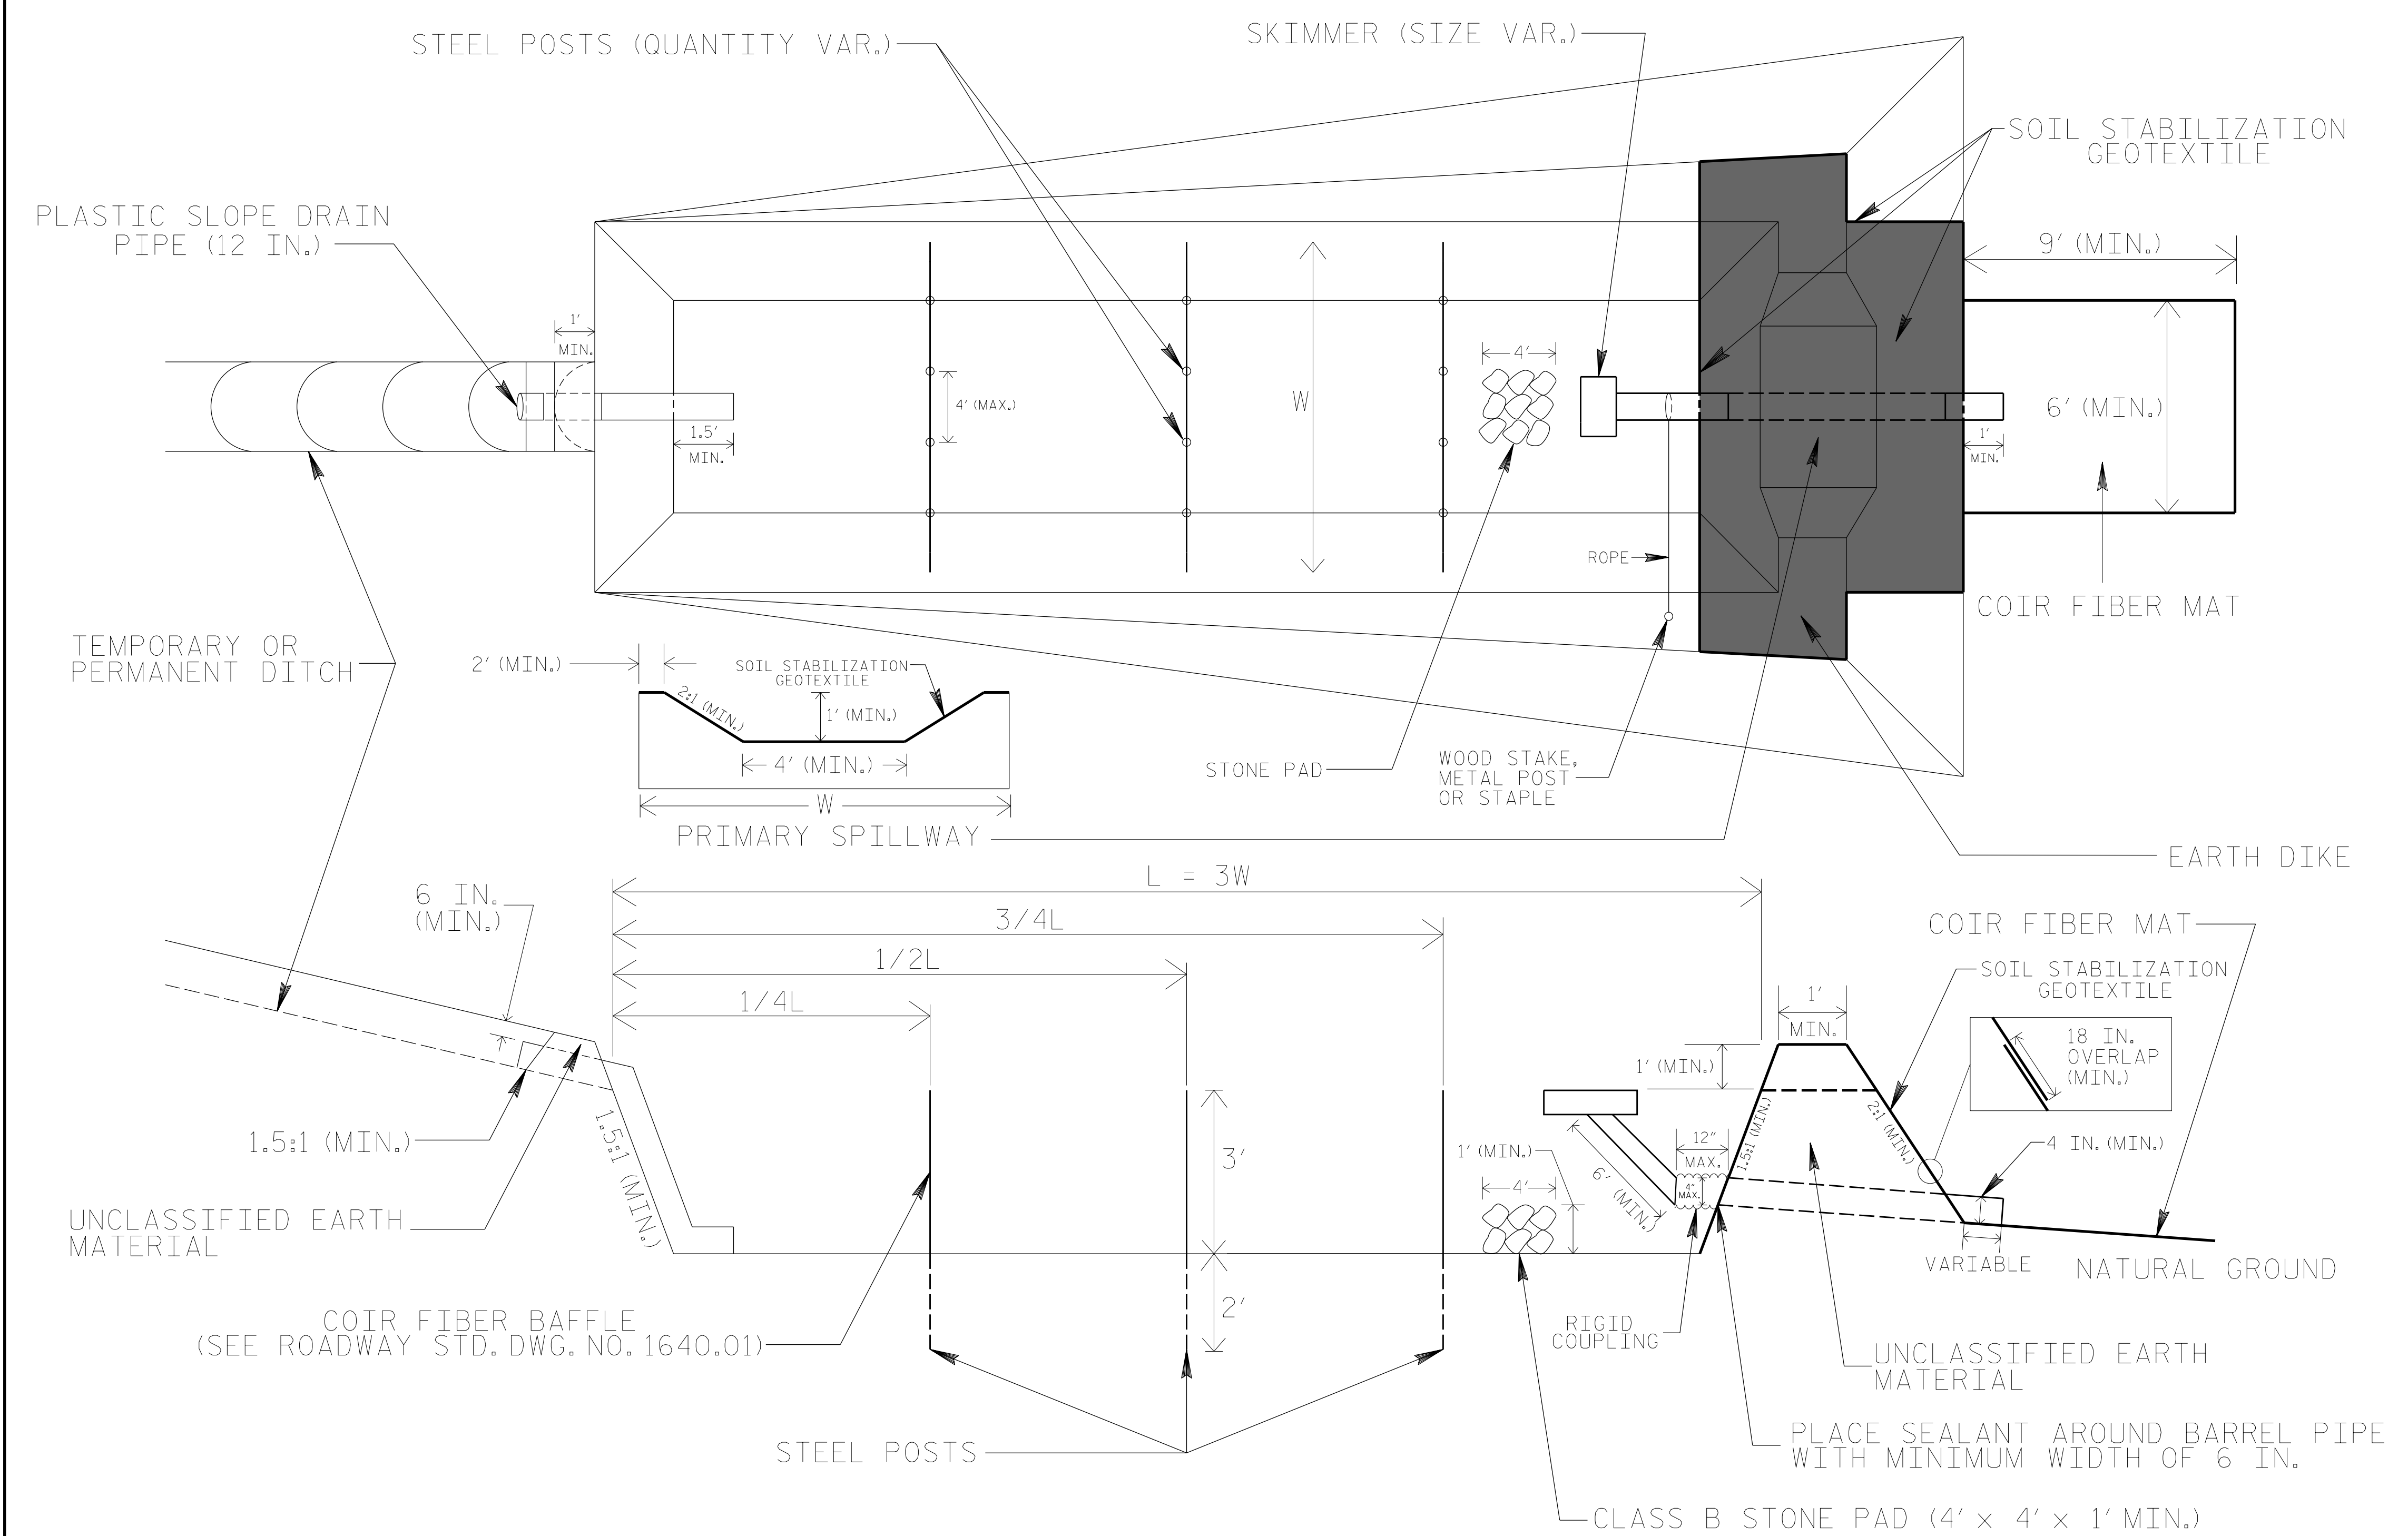 STEEL POSTS (QUANTITY VAR.)
SKIMMER (SIZE VAR.)
SOIL STABILIZATION
GEOTEXTILE
PLASTIC SLOPE DRAIN
PIPE (12 IN.)
9' (MIN.)
1'
MIN.
4'
4' (MAX.)
W
6' (MIN.)
1.5'
MIN.
1'
MIN.
ROPE
COIR FIBER MAT
TEMPORARY OR
PERMANENT DITCH
2' (MIN.)
SOIL STABILIZATION
GEOTEXTILE
2:1 (MIN.)
1' (MIN.)
4' (MIN.)
W
PRIMARY SPILLWAY
STONE PAD
WOOD STAKE,
METAL POST
OR STAPLE
EARTH DIKE
L = 3W
6 IN.
(MIN.)
3/4L
COIR FIBER MAT
1/2L
SOIL STABILIZATION
GEOTEXTILE
1/4L
1'
MIN.
18 IN.
OVERLAP
(MIN.)
1' (MIN.)
1.5:1 (MIN.)
1.5:1 (MIN.)
3'
1' (MIN.)
4'
6' (MIN.)
12"
MAX.
4"
MAX.
1.5:1 (MIN.)
2:1 (MIN.)
4 IN. (MIN.)
UNCLASSIFIED EARTH
MATERIAL
VARIABLE
NATURAL GROUND
2'
COIR FIBER BAFFLE
(SEE ROADWAY STD. DWG. NO. 1640.01)
RIGID
COUPLING
UNCLASSIFIED EARTH
MATERIAL
STEEL POSTS
PLACE SEALANT AROUND BARREL PIPE
WITH MINIMUM WIDTH OF 6 IN.
CLASS B STONE PAD (4' x 4' x 1' MIN.)